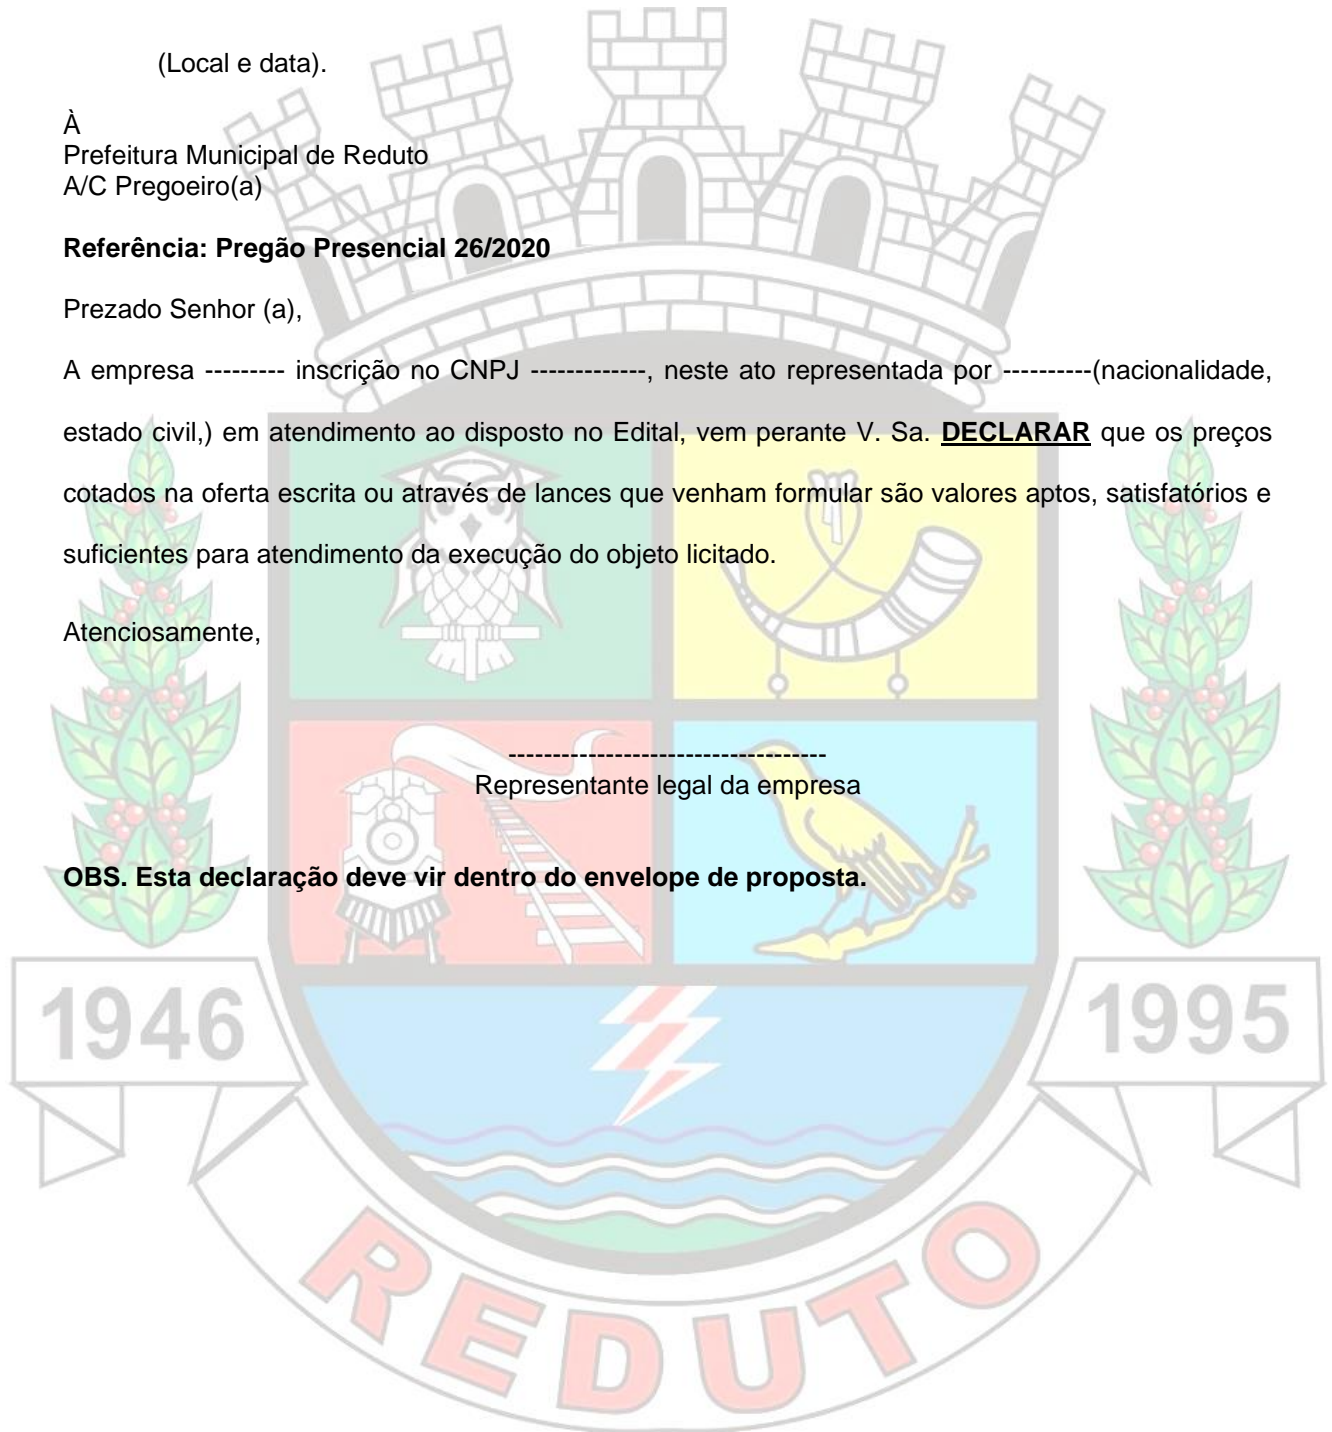 (Local e data).
À
Prefeitura Municipal de Reduto
A/C Pregoeiro(a)
Referência: Pregão Presencial 26/2020
Prezado Senhor (a),
A empresa --------- inscrição no CNPJ -------------, neste ato representada por ----------(nacionalidade,
estado civil,) em atendimento ao disposto no Edital, vem perante V. Sa. DECLARAR que os preços
cotados na oferta escrita ou através de lances que venham formular são valores aptos, satisfatórios e
suficientes para atendimento da execução do objeto licitado.
Atenciosamente,
------------------------------------
Representante legal da empresa
OBS. Esta declaração deve vir dentro do envelope de proposta.
1946
1995
REDUTO